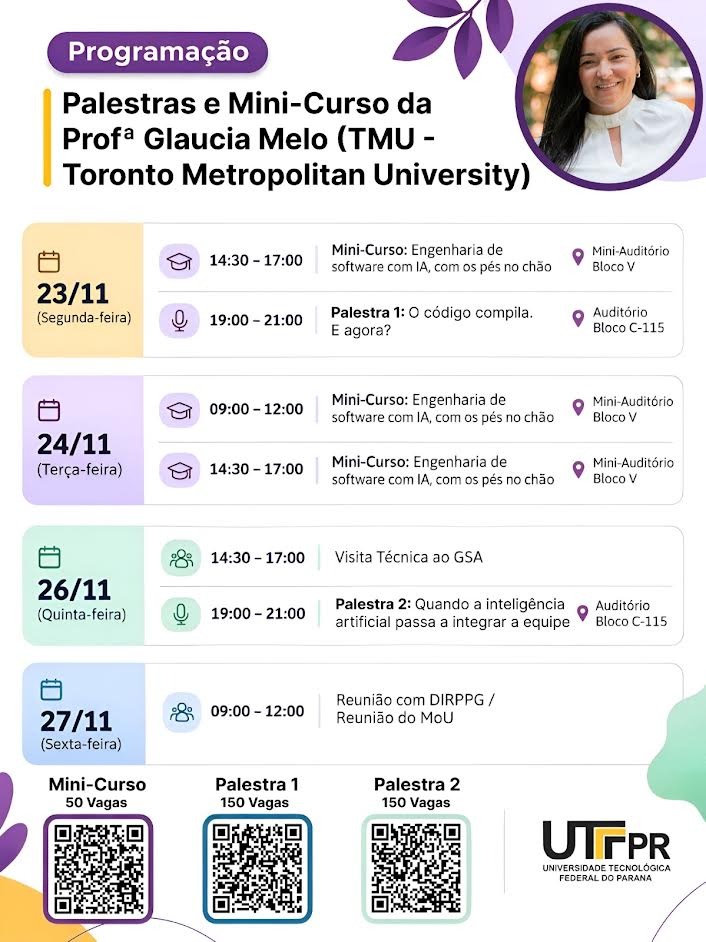 Programação
Palestras e Mini-Curso da
Profª Glaucia Melo (TMU -
Toronto Metropolitan University)
23/11
(Segunda-feira)
14:30 – 17:00
Mini-Curso: Engenharia de
software com IA, com os pés no chão
Mini-Auditório
Bloco V
19:00 – 21:00
Palestra 1: O código compila.
E agora?
Auditório
Bloco C-115
24/11
(Terça-feira)
09:00 – 12:00
Mini-Curso: Engenharia de
software com IA, com os pés no chão
Mini-Auditório
Bloco V
14:30 – 17:00
Mini-Curso: Engenharia de
software com IA, com os pés no chão
Mini-Auditório
Bloco V
26/11
(Quinta-feira)
14:30 – 17:00
Visita Técnica ao GSA
19:00 – 21:00
Palestra 2: Quando a inteligência
artificial passa a integrar a equipe
Auditório
Bloco C-115
27/11
(Sexta-feira)
09:00 – 12:00
Reunião com DIRPPG /
Reunião do MoU
Mini-Curso
50 Vagas
Palestra 1
150 Vagas
Palestra 2
150 Vagas
UTFPR
UNIVERSIDADE TECNOLÓGICA
FEDERAL DO PARANA